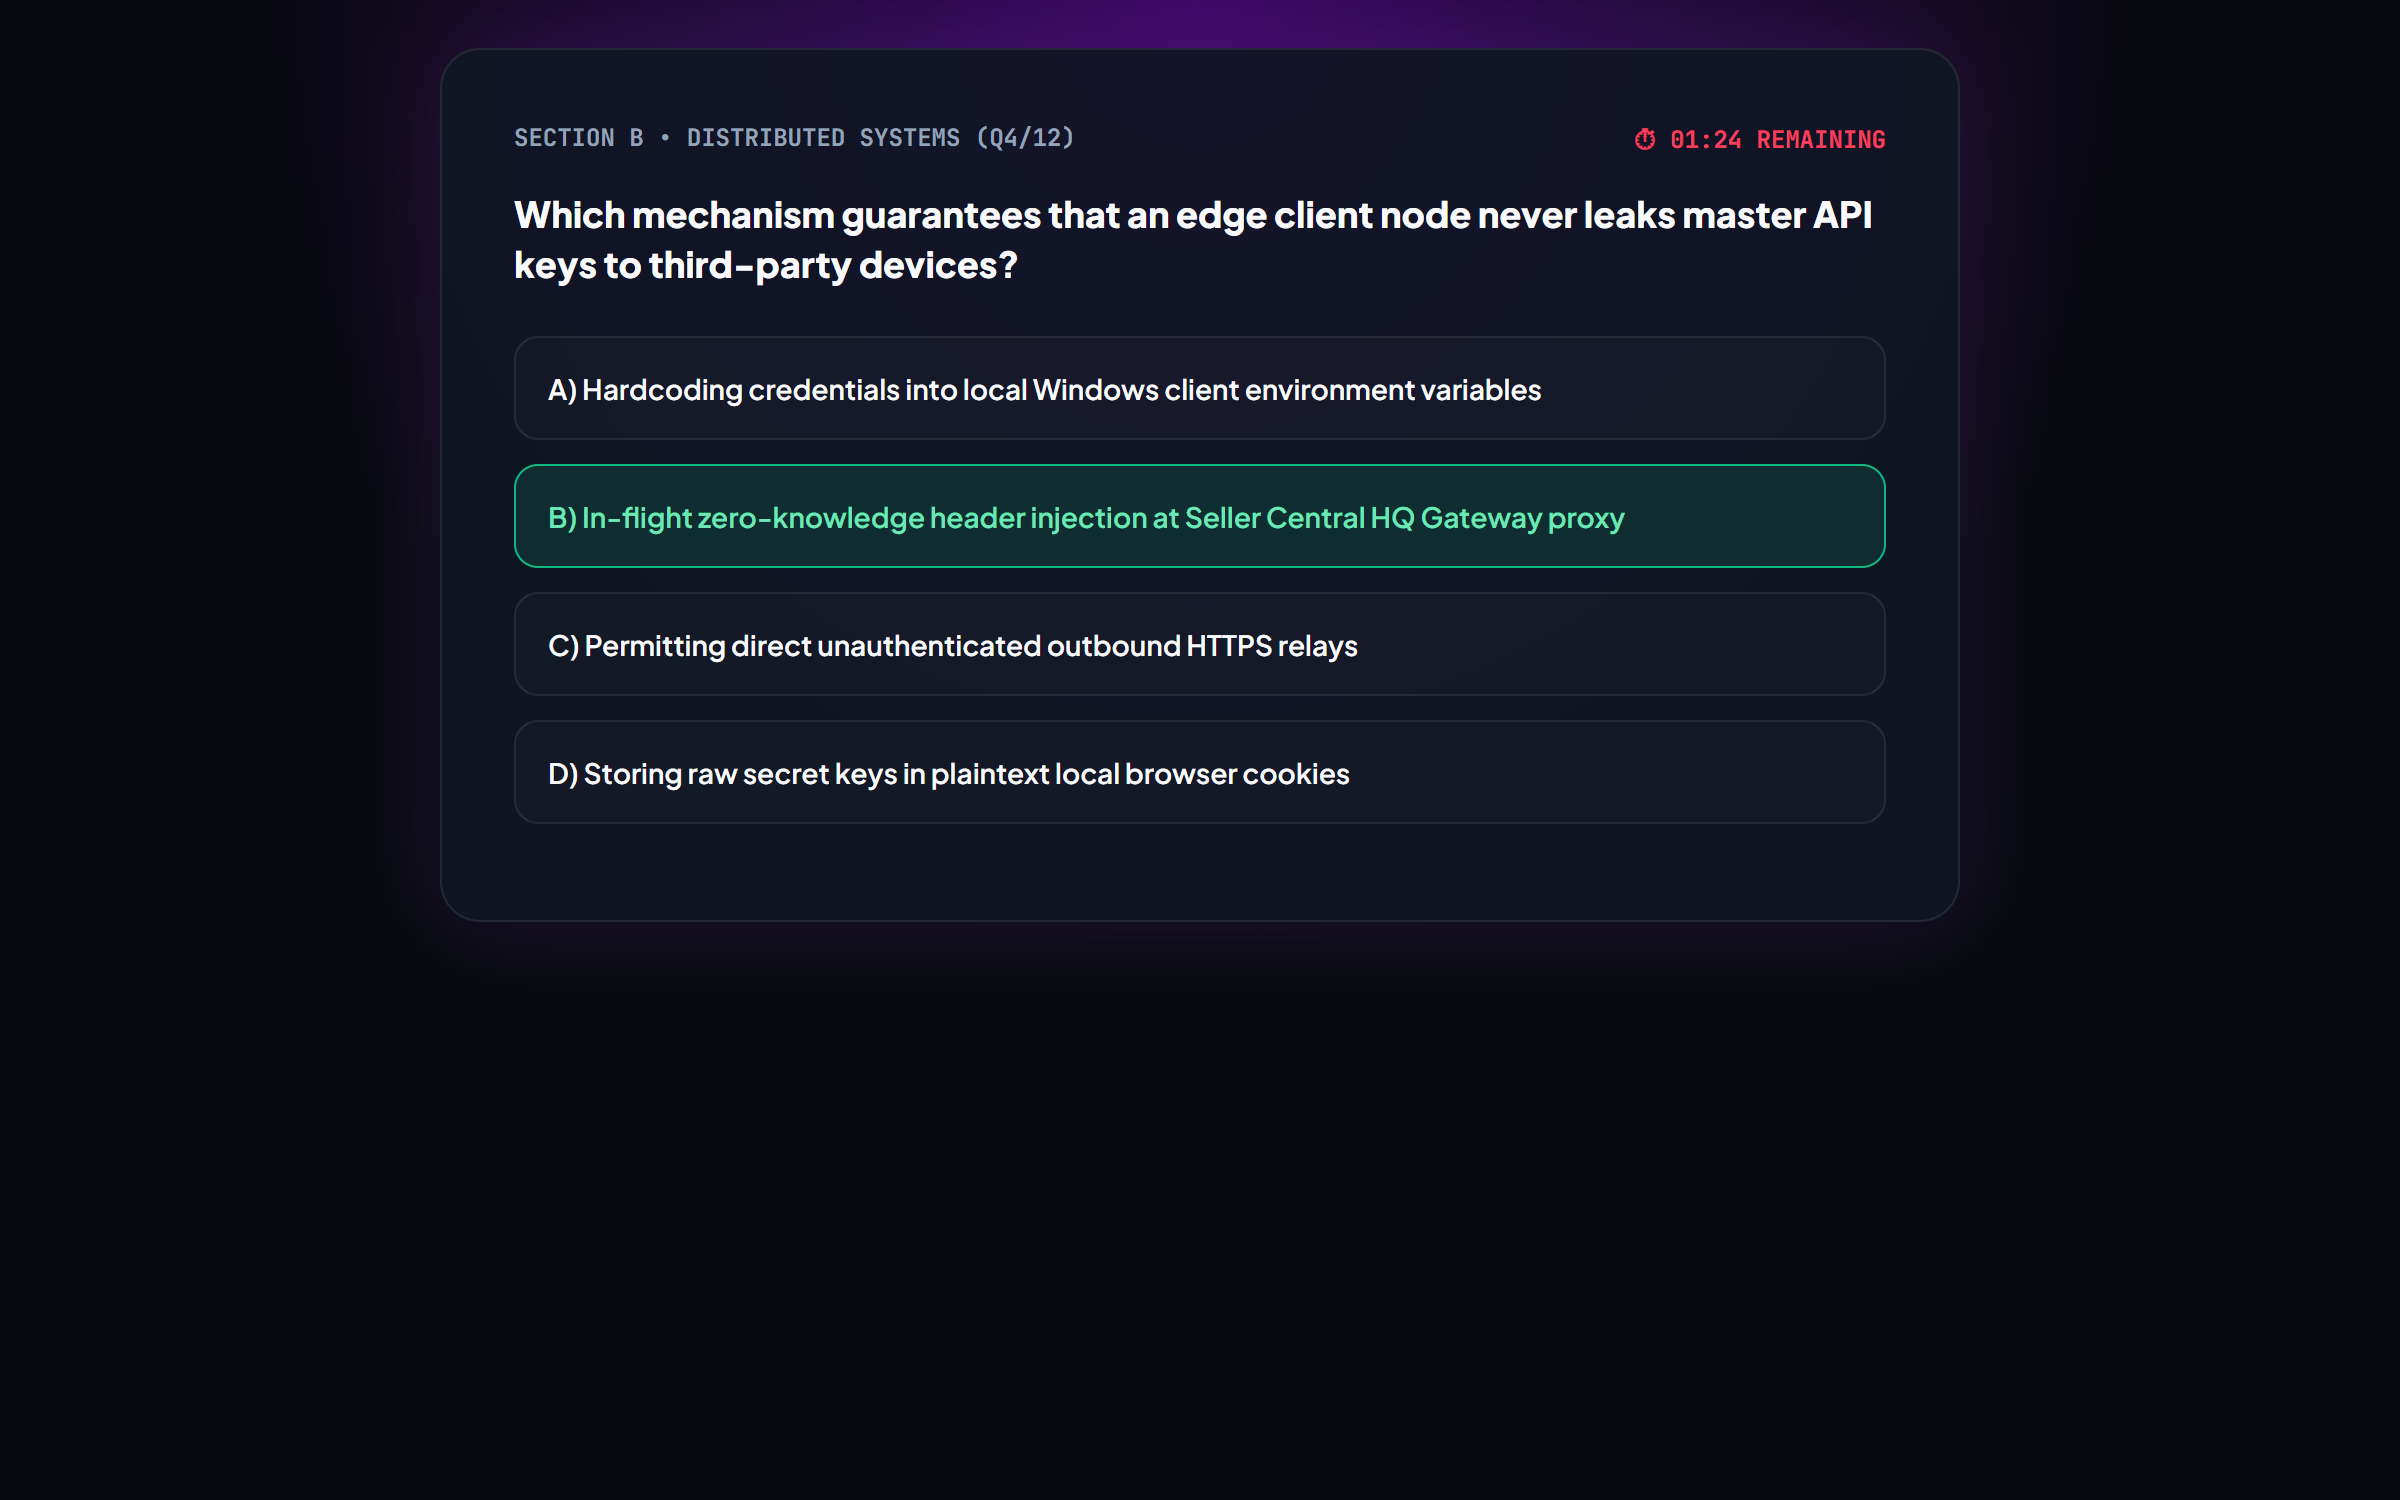 SECTION B • DISTRIBUTED SYSTEMS (Q4/12)
⏱ 01:24 REMAINING
Which mechanism guarantees that an edge client node never leaks master API
keys to third-party devices?
A) Hardcoding credentials into local Windows client environment variables
B) In-flight zero-knowledge header injection at Seller Central HQ Gateway proxy
C) Permitting direct unauthenticated outbound HTTPS relays
D) Storing raw secret keys in plaintext local browser cookies